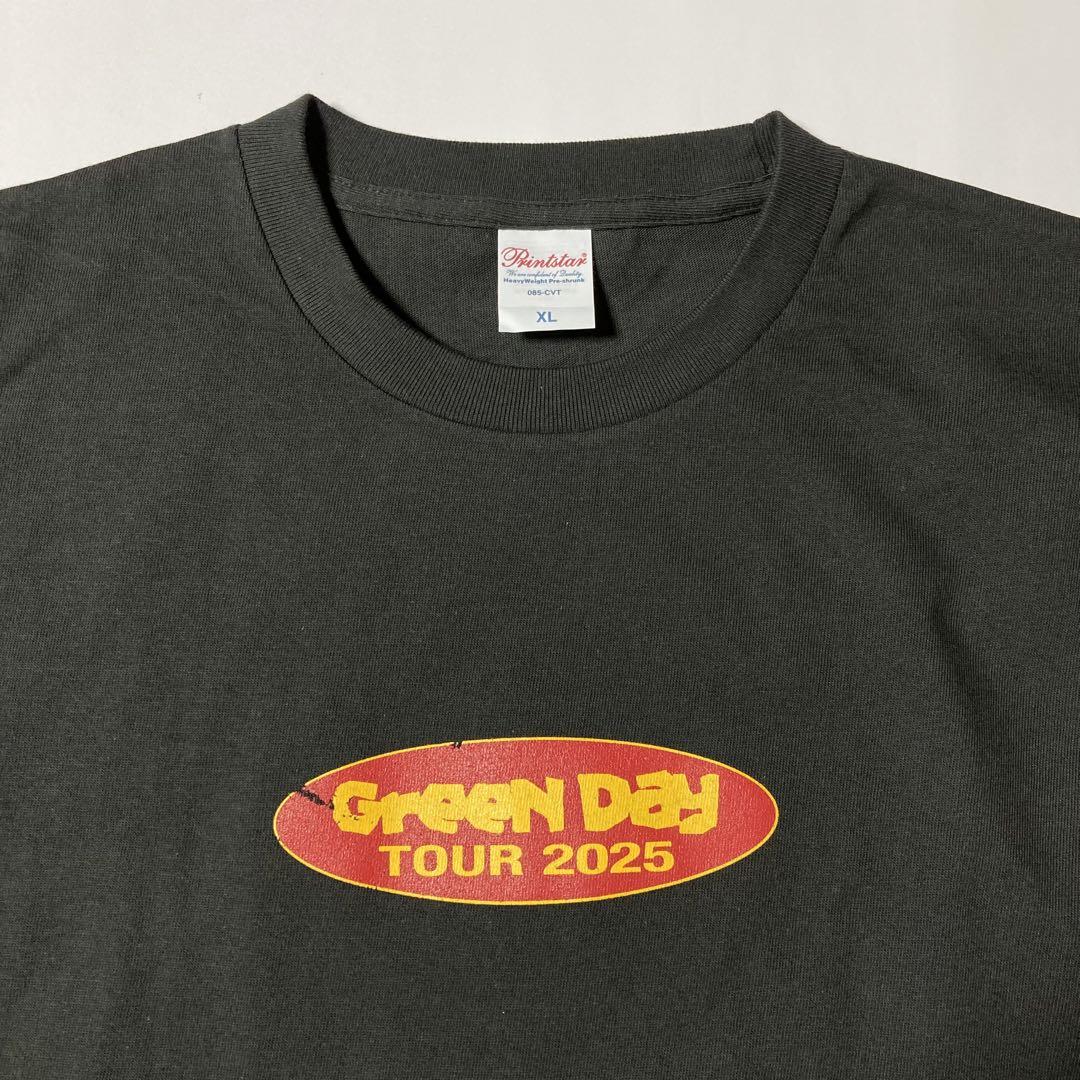 Printstar®
We are confident of Quality.
HeavyWeight Pre-shrunk
085-CVT
XL
GreeN Day
TOUR 2025